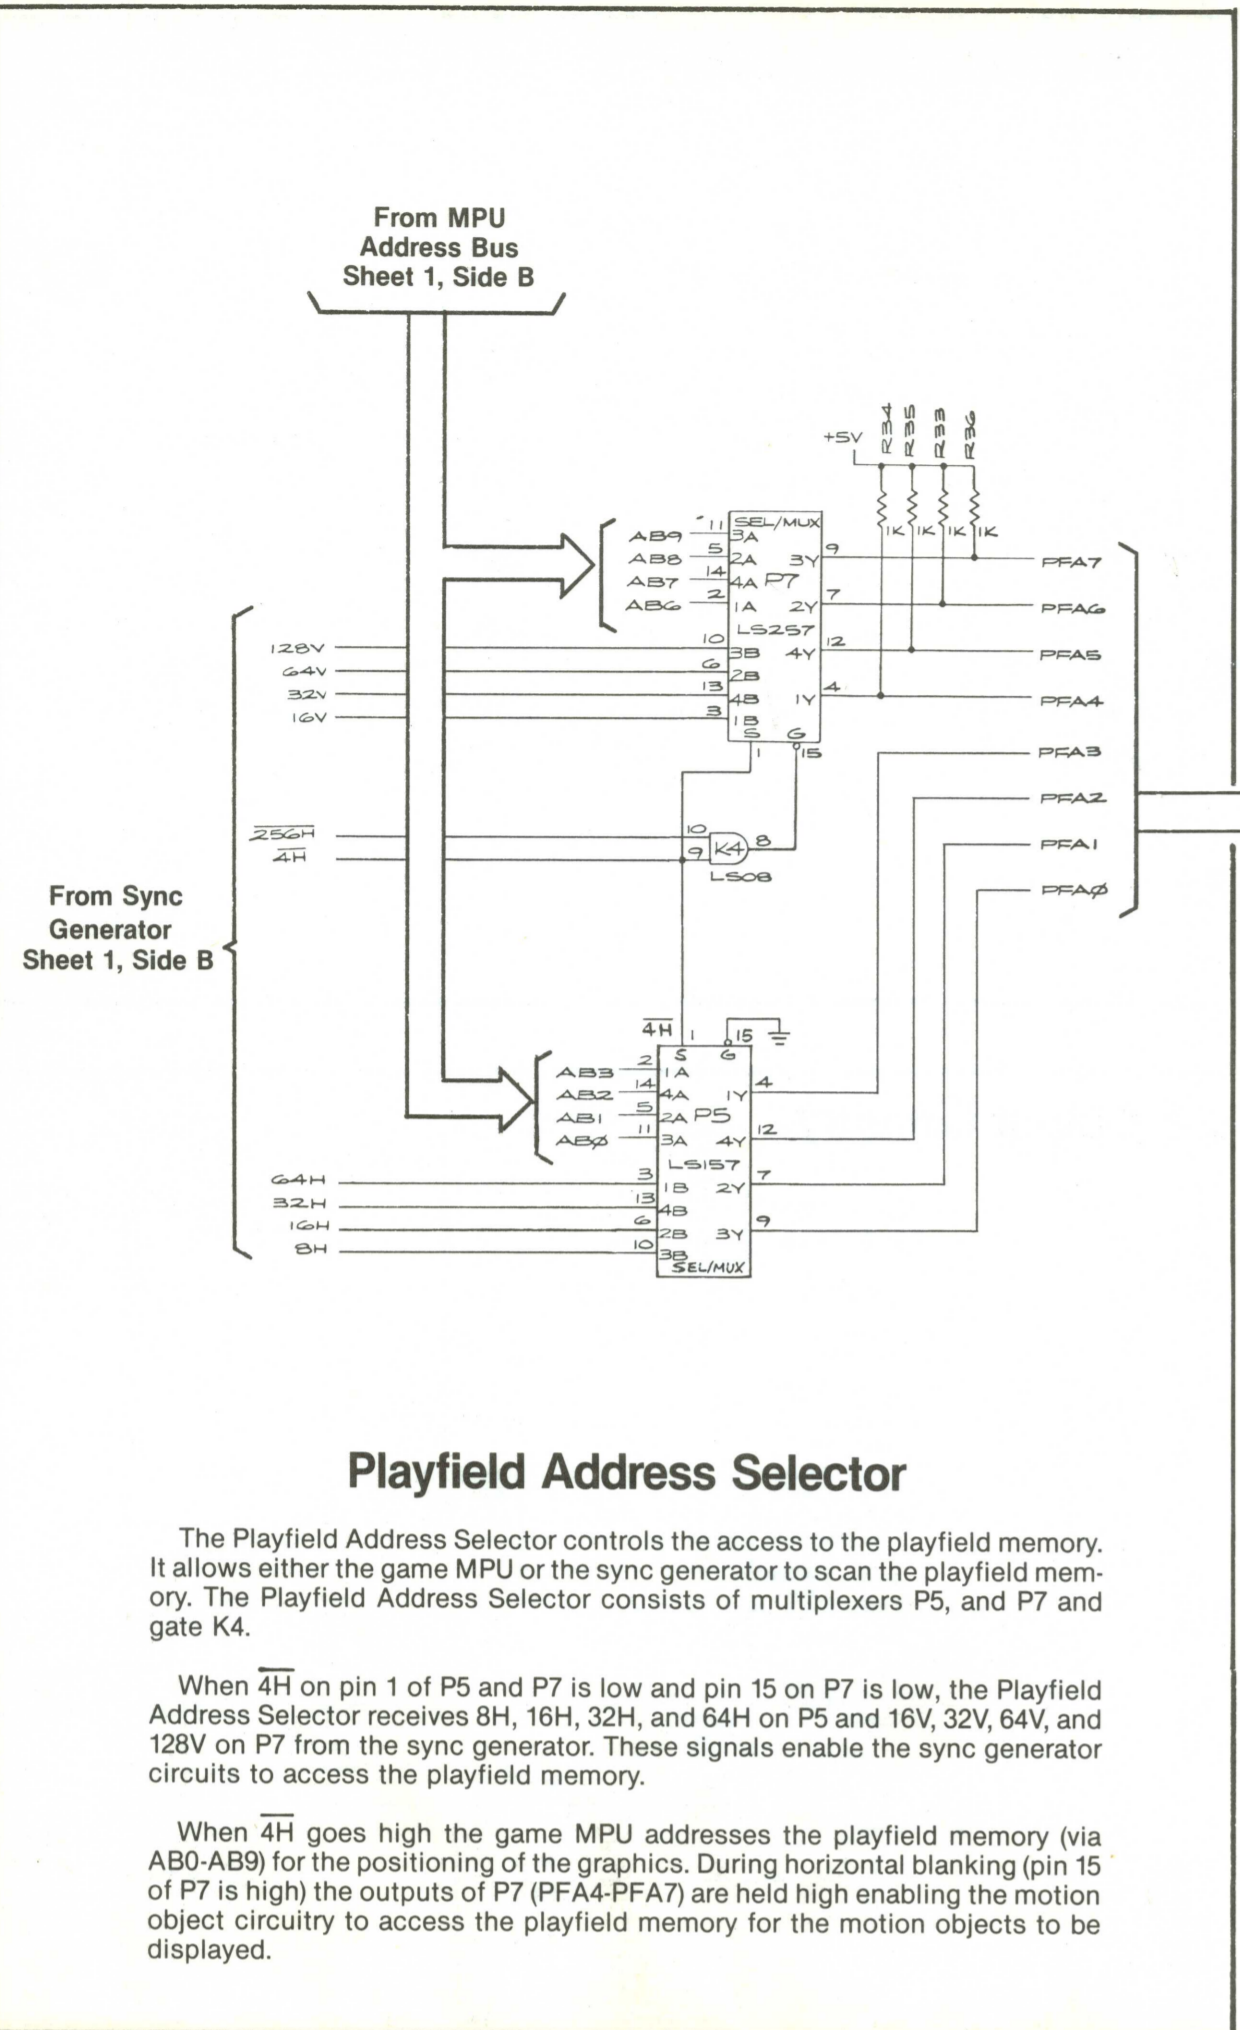 From MPU
Address Bus
Sheet 1, Side B
+5V
R34
R35
R33
R36
1K 1K 1K 1K
SEL/MUX
AB9 11 3A
AB8 5 2A 3Y 9 PFA7
AB7 14 4A P7
AB6 2 1A 2Y 7 PFA6
LS257
128V 10 3B 4Y 12 PFA5
64V 6 2B
32V 13 4B 1Y 4 PFA4
16V 3 1B
S G
1 15
PFA3
PFA2
256H 10
4H 9 K4 8
LS08
PFA1
PFAØ
From Sync
Generator
Sheet 1, Side B
4H 1 15
S G
AB3 2 1A
AB2 14 4A 1Y 4
AB1 5 2A P5
ABØ 11 3A 4Y 12
LS157
64H 3 1B 2Y 7
32H 13 4B
16H 6 2B 3Y 9
8H 10 3B
SEL/MUX
Playfield Address Selector
The Playfield Address Selector controls the access to the playfield memory.
It allows either the game MPU or the sync generator to scan the playfield mem-
ory. The Playfield Address Selector consists of multiplexers P5, and P7 and
gate K4.
When 4H on pin 1 of P5 and P7 is low and pin 15 on P7 is low, the Playfield
Address Selector receives 8H, 16H, 32H, and 64H on P5 and 16V, 32V, 64V, and
128V on P7 from the sync generator. These signals enable the sync generator
circuits to access the playfield memory.
When 4H goes high the game MPU addresses the playfield memory (via
AB0-AB9) for the positioning of the graphics. During horizontal blanking (pin 15
of P7 is high) the outputs of P7 (PFA4-PFA7) are held high enabling the motion
object circuitry to access the playfield memory for the motion objects to be
displayed.